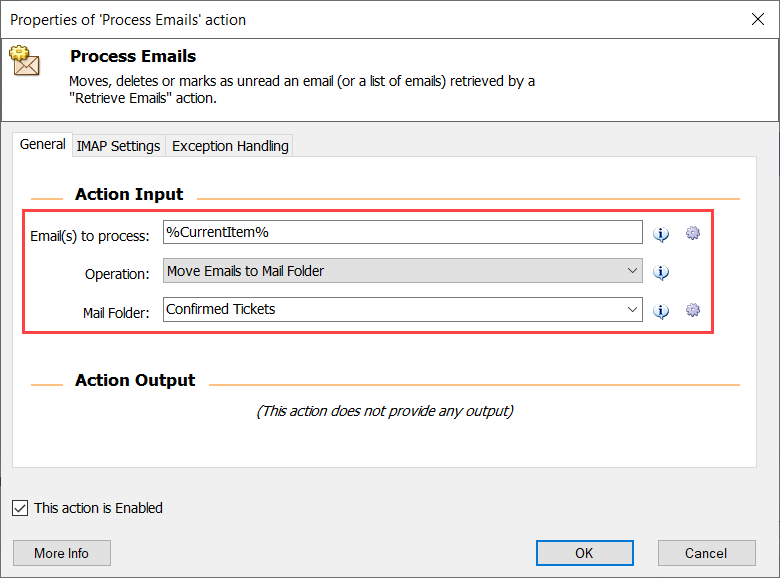 Properties of 'Process Emails' action
Process Emails
Moves, deletes or marks as unread an email (or a list of emails) retrieved by a
"Retrieve Emails" action.
General IMAP Settings Exception Handling
Action Input
Email(s) to process: %CurrentItem%
Operation: Move Emails to Mail Folder
Mail Folder: Confirmed Tickets
Action Output
(This action does not provide any output)
This action is Enabled
More Info OK Cancel